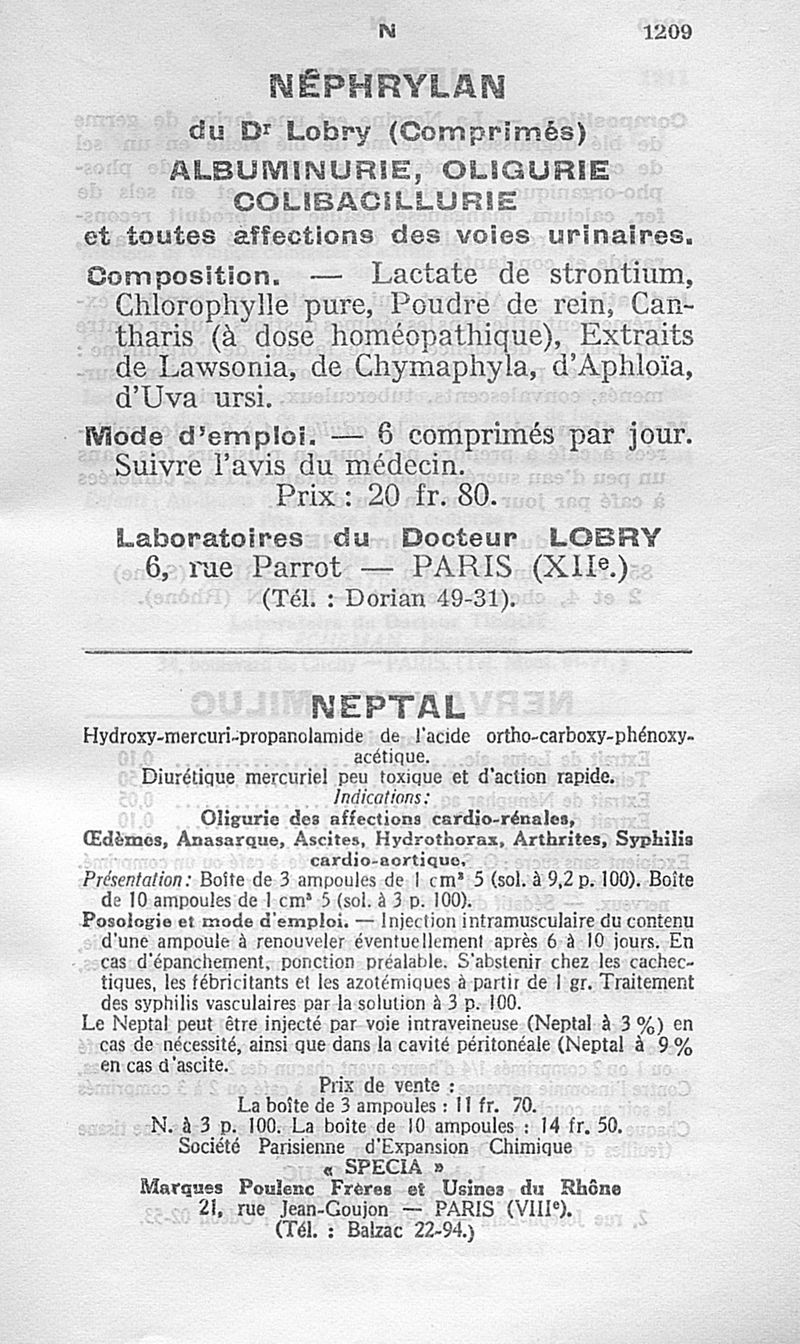 N
1209
NÉPHRYLAN
du Dr Lobry (Comprimés)
ALBUMINURIE, OLIGURIE
COLIBACILLURIE
et toutes affections des voies urinaires.
Composition. — Lactate de strontium,
Chlorophylle pure, Poudre de rein, Can-
tharis (à dose homéopathique), Extraits
de Lawsonia, de Chymaphyla, d'Aphloïa,
d'Uva ursi.
Mode d'emploi. — 6 comprimés par jour.
Suivre l'avis du médecin.
Prix : 20 fr. 80.
Laboratoires du Docteur LOBRY
6, rue Parrot — PARIS (XIIe.)
(Tél. : Dorian 49-31).
NEPTAL
Hydroxy-mercuri-propanolamide de l'acide ortho-carboxy-phénoxy-
acétique.
Diurétique mercuriel peu toxique et d'action rapide.
Indications :
Oligurie des affections cardio-rénales,
Œdèmes, Anasarque, Ascites, Hydrothorax, Arthrites, Syphilis
cardio-aortique.
Présentation : Boîte de 3 ampoules de 1 cm³ 5 (sol. à 9,2 p. 100). Boîte
de 10 ampoules de 1 cm³ 5 (sol. à 3 p. 100).
Posologie et mode d'emploi. — Injection intramusculaire du contenu
d'une ampoule à renouveler éventuellement après 6 à 10 jours. En
cas d'épanchement, ponction préalable. S'abstenir chez les cachec-
tiques, les fébricitants et les azotémiques à partir de 1 gr. Traitement
des syphilis vasculaires par la solution à 3 p. 100.
Le Neptal peut être injecté par voie intraveineuse (Neptal à 3 %) en
cas de nécessité, ainsi que dans la cavité péritonéale (Neptal à 9 %
en cas d'ascite.
Prix de vente :
La boîte de 3 ampoules : 11 fr. 70.
N. à 3 p. 100. La boîte de 10 ampoules : 14 fr. 50.
Société Parisienne d'Expansion Chimique
« SPECIA »
Marques Poulenc Frères et Usines du Rhône
21, rue Jean-Goujon — PARIS (VIIIe).
(Tél. : Balzac 22-94.)